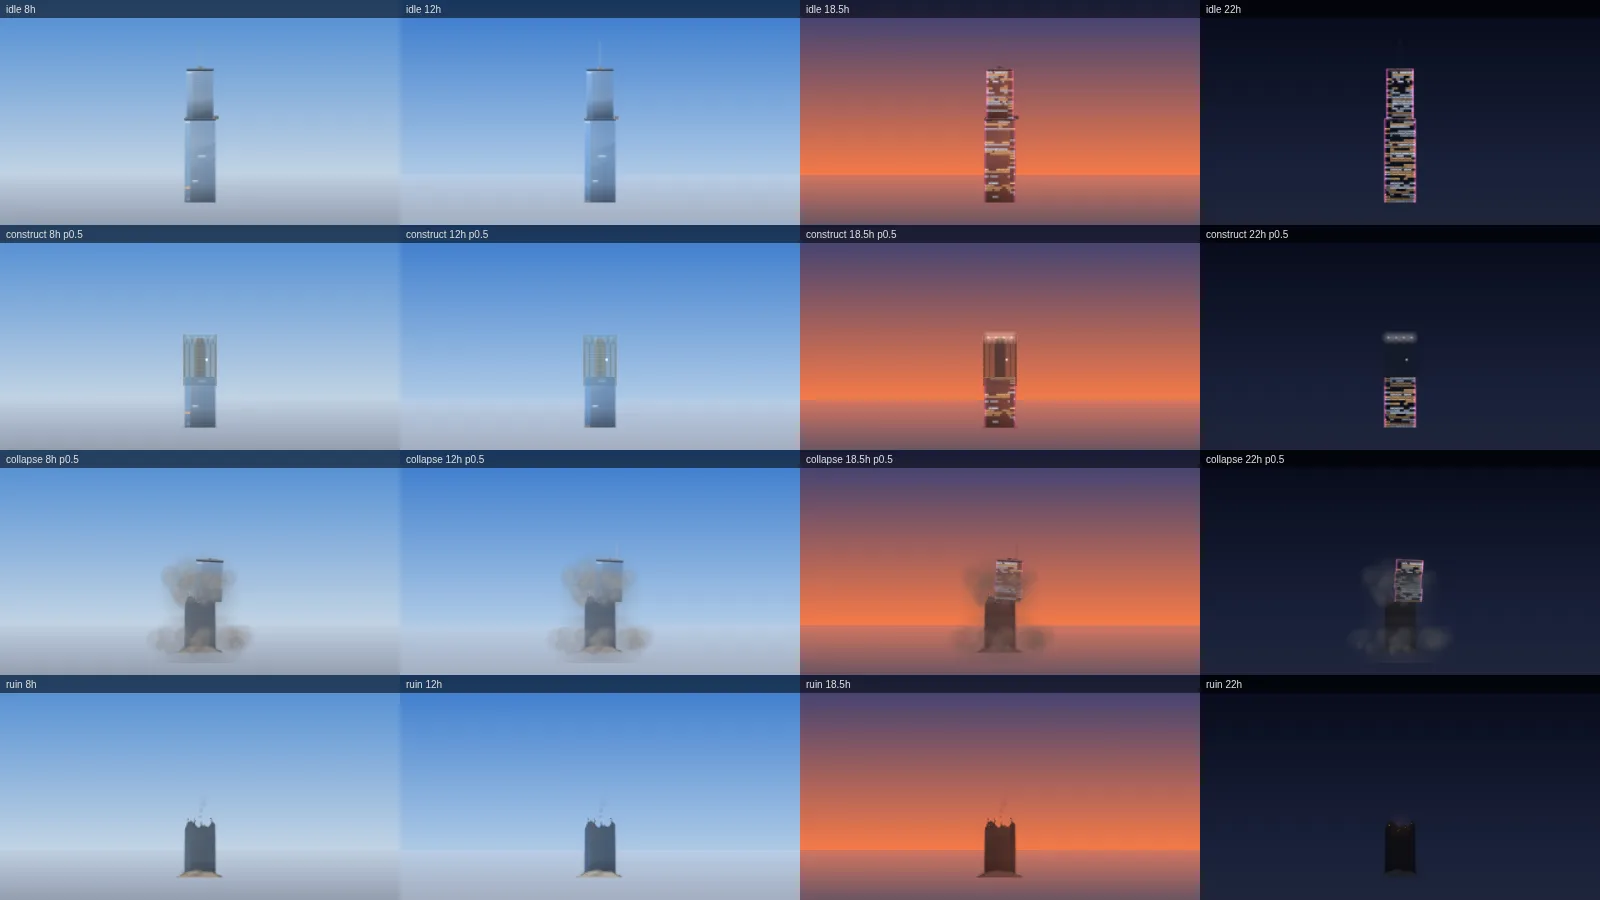 idle 8h
idle 12h
idle 18.5h
idle 22h
construct 8h p0.5
construct 12h p0.5
construct 18.5h p0.5
construct 22h p0.5
collapse 8h p0.5
collapse 12h p0.5
collapse 18.5h p0.5
collapse 22h p0.5
ruin 8h
ruin 12h
ruin 18.5h
ruin 22h